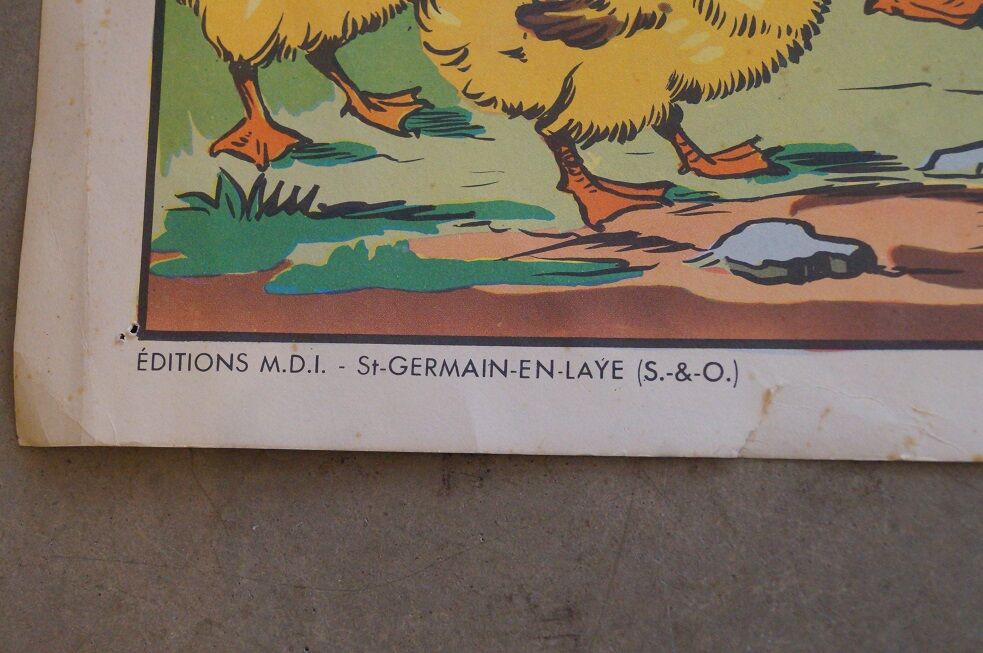 ÉDITIONS M.D.I. - St-GERMAIN-EN-LAYE (S.-&-O.)